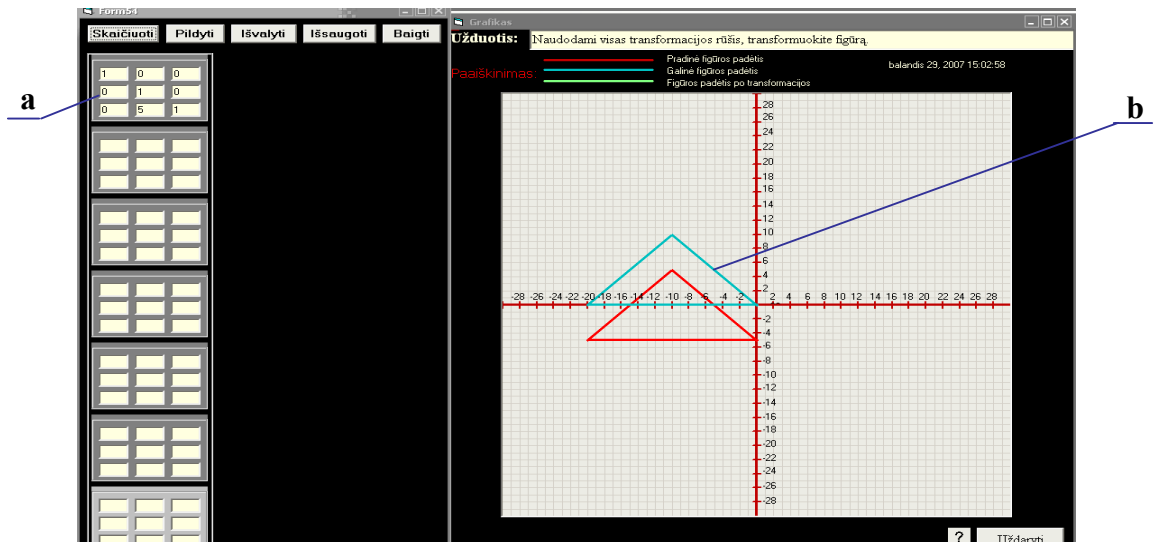 Form54
Skaičiuoti Pildyti Išvalyti Išsaugoti Baigti
1 0 0
0 1 0
0 5 1
a
Grafikas
Užduotis: Naudodami visas transformacijos rūšis, transformuokite figūrą.
Paaiškinimas:
Pradinė figūros padėtis
Galinė figūros padėtis
Figūros padėtis po transformacijos
balandis 29, 2007 15:02:58
b
28
26
24
22
20
18
16
14
12
10
8
6
4
2
-28 -26 -24 -22 -20 -18 -16 -14 -12 -10 -8 -6 -4 -2 2 4 6 8 10 12 14 16 18 20 22 24 26 28
-2
-4
-6
-8
-10
-12
-14
-16
-18
-20
-22
-24
-26
-28
? Uždaryti